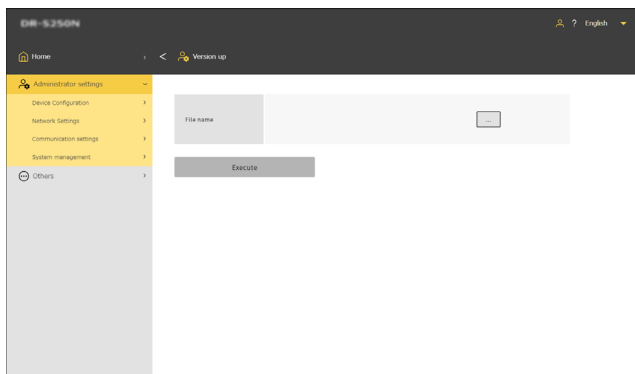 DR-S250N
? English
Home
< Version up
Administrator settings
Device Configuration
Network Settings
Communication settings
System management
Others
File name
...
Execute